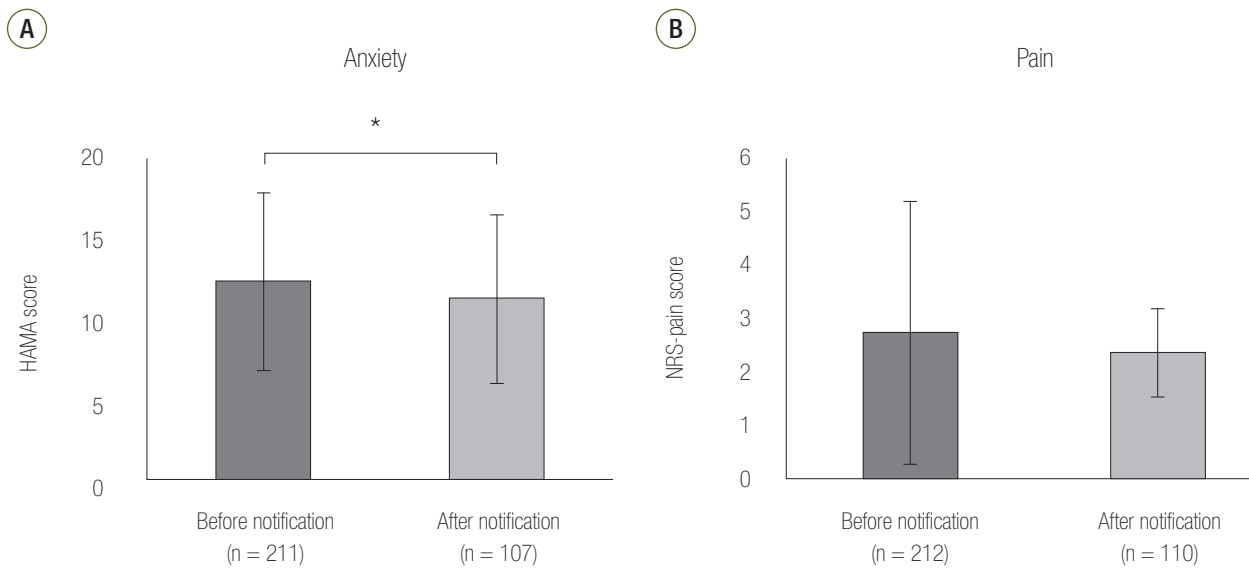 A
Anxiety
*
20
15
10
5
0
HAMA score
Before notification
(n = 211)
After notification
(n = 107)
B
Pain
6
5
4
3
2
1
0
NRS-pain score
Before notification
(n = 212)
After notification
(n = 110)